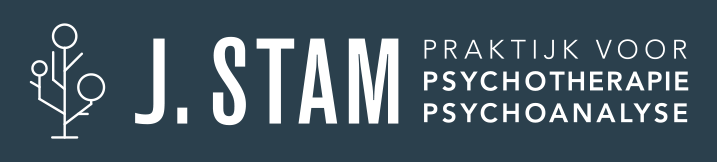 J. STAM
PRAKTIJK VOOR
PSYCHOTHERAPIE
PSYCHOANALYSE